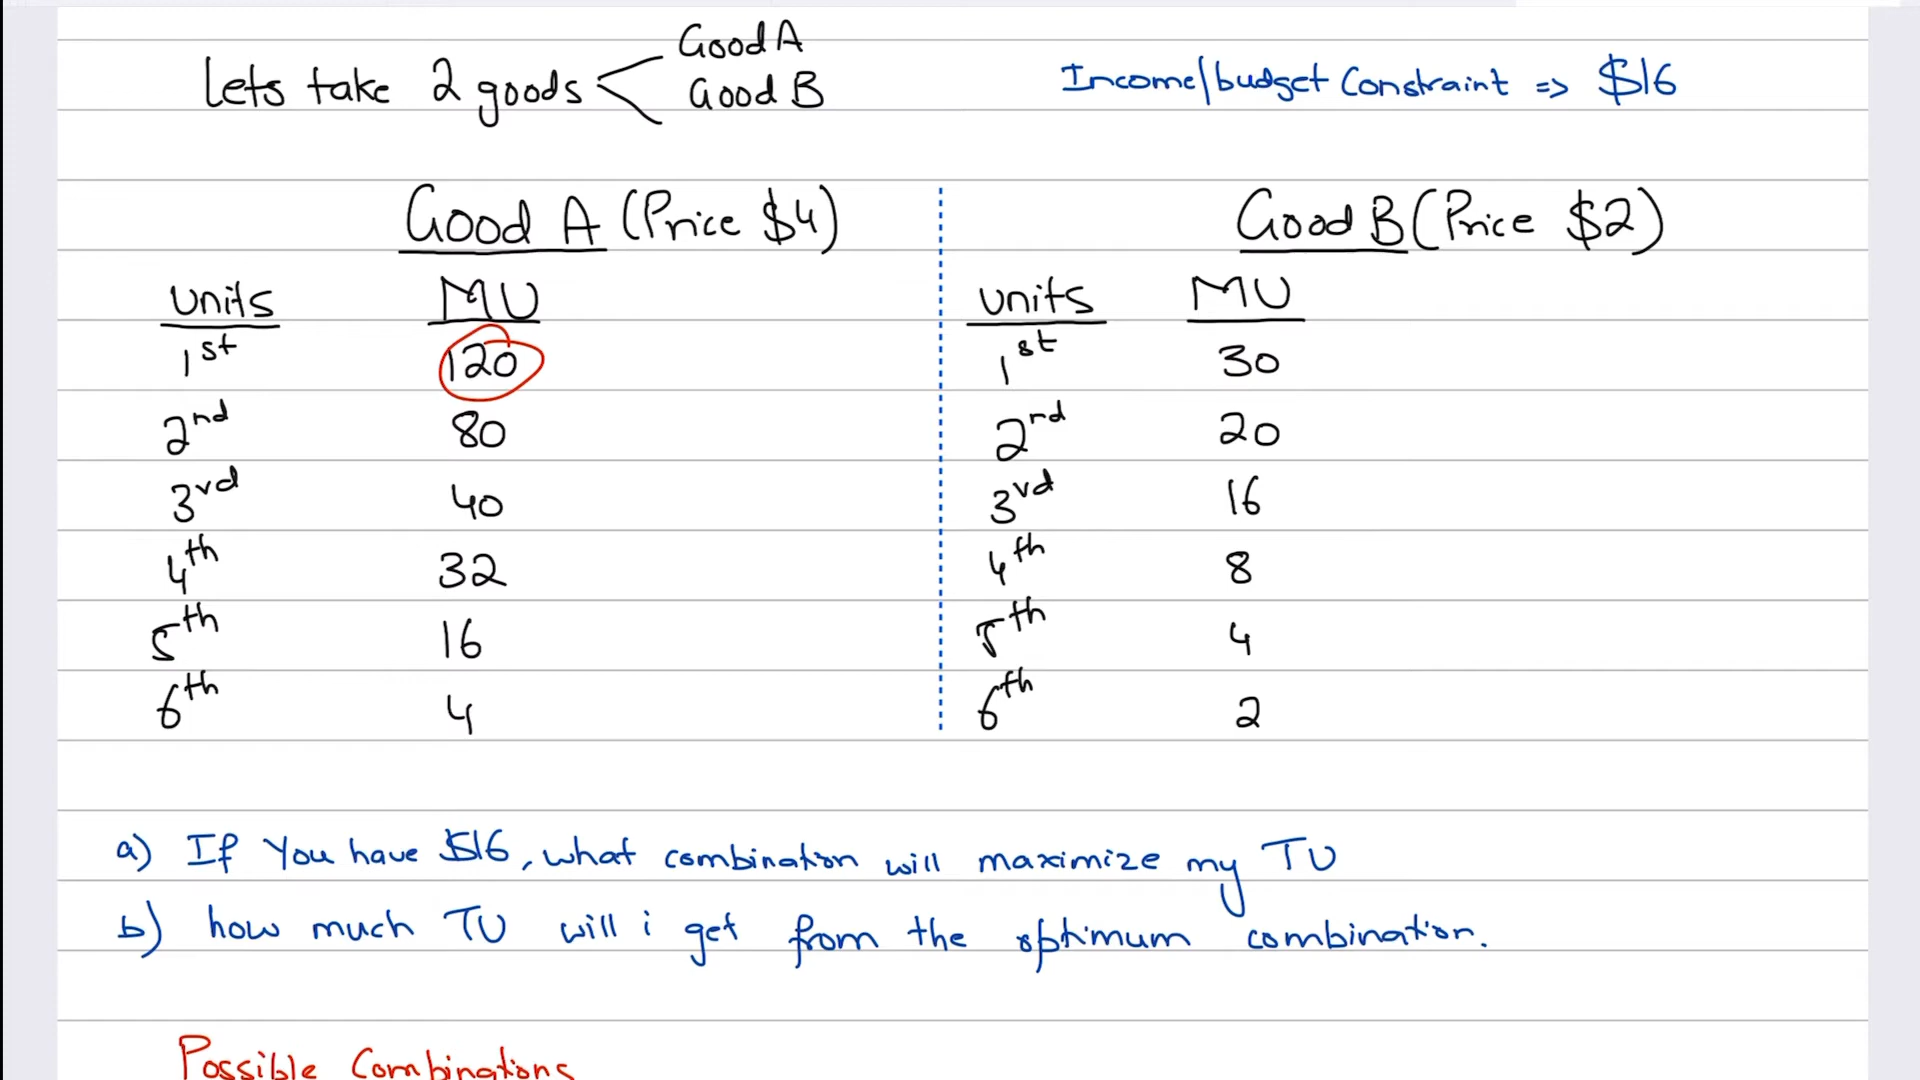 Lets take 2 goods
Good A
Good B
Income/budget Constraint => $16
Good A (Price $4)
Good B (Price $2)
units MU
1st 120
2nd 80
3rd 40
4th 32
5th 16
6th 4
units MU
1st 30
2nd 20
3rd 16
4th 8
5th 4
6th 2
a) If You have $16, what combination will maximize my TU
b) how much TU will i get from the optimum combination.
Possible Combinations